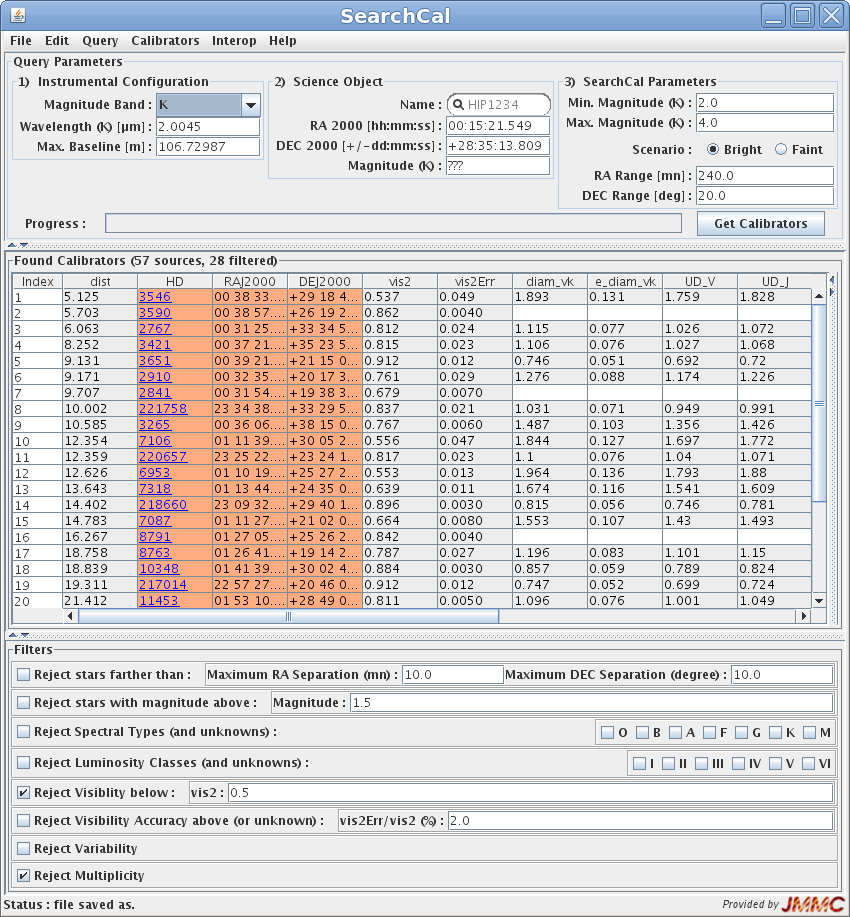 SearchCal
File Edit Query Calibrators Interop Help
Query Parameters
1) Instrumental Configuration
Magnitude Band : K
Wavelength (K) [µm] : 2.0045
Max. Baseline [m] : 106.72987
2) Science Object
Name : HIP1234
RA 2000 [hh:mm:ss] : 00:15:21.549
DEC 2000 [+/-dd:mm:ss] : +28:35:13.809
Magnitude (K) : ???
3) SearchCal Parameters
Min. Magnitude (K) : 2.0
Max. Magnitude (K) : 4.0
Scenario : Bright Faint
RA Range [mn] : 240.0
DEC Range [deg] : 20.0
Progress : Get Calibrators
Found Calibrators (57 sources, 28 filtered)
Index dist HD RAJ2000 DEJ2000 vis2 vis2Err diam_vk e_diam_vk UD_V UD_J
1 5.125 3546 00 38 33.... +29 18 4... 0.537 0.049 1.893 0.131 1.759 1.828
2 5.703 3590 00 38 57.... +26 19 2... 0.862 0.0040
3 6.063 2767 00 31 25.... +33 34 5... 0.812 0.024 1.115 0.077 1.026 1.072
4 8.252 3421 00 37 21.... +35 23 5... 0.815 0.023 1.106 0.076 1.027 1.068
5 9.131 3651 00 39 21.... +21 15 0... 0.912 0.012 0.746 0.051 0.692 0.72
6 9.171 2910 00 32 35.... +20 17 3... 0.761 0.029 1.276 0.088 1.174 1.226
7 9.707 2841 00 31 54.... +19 38 3... 0.679 0.0070
8 10.002 221758 23 34 38.... +33 29 5... 0.837 0.021 1.031 0.071 0.949 0.991
9 10.585 3265 00 36 06.... +38 15 0... 0.767 0.0060 1.487 0.103 1.356 1.426
10 12.354 7106 01 11 39.... +30 05 2... 0.556 0.047 1.844 0.127 1.697 1.772
11 12.359 220657 23 25 22.... +23 24 1... 0.817 0.023 1.1 0.076 1.04 1.071
12 12.626 6953 01 10 19.... +25 27 2... 0.553 0.013 1.964 0.136 1.793 1.88
13 13.643 7318 01 13 44.... +24 35 0... 0.639 0.011 1.674 0.116 1.541 1.609
14 14.402 218660 23 09 32.... +29 40 1... 0.896 0.0030 0.815 0.056 0.746 0.781
15 14.783 7087 01 11 27.... +21 02 0... 0.664 0.0080 1.553 0.107 1.43 1.493
16 16.267 8791 01 27 05.... +25 26 2... 0.842 0.0040
17 18.758 8763 01 26 41.... +19 14 2... 0.787 0.027 1.196 0.083 1.101 1.15
18 18.839 10348 01 41 39.... +30 02 4... 0.884 0.0030 0.857 0.059 0.789 0.824
19 19.311 217014 22 57 27.... +20 46 0... 0.912 0.012 0.747 0.052 0.699 0.724
20 21.412 11453 01 53 10.... +28 49 0... 0.811 0.0050 1.096 0.076 1.001 1.049
Filters
Reject stars farther than : Maximum RA Separation (mn) : 10.0 Maximum DEC Separation (degree) : 10.0
Reject stars with magnitude above : Magnitude : 1.5
Reject Spectral Types (and unknowns) : O B A F G K M
Reject Luminosity Classes (and unknowns) : I II III IV V VI
Reject Visiblity below : vis2 : 0.5
Reject Visibility Accuracy above (or unknown) : vis2Err/vis2 (%) : 2.0
Reject Variability
Reject Multiplicity
Status : file saved as. Provided by JMMC